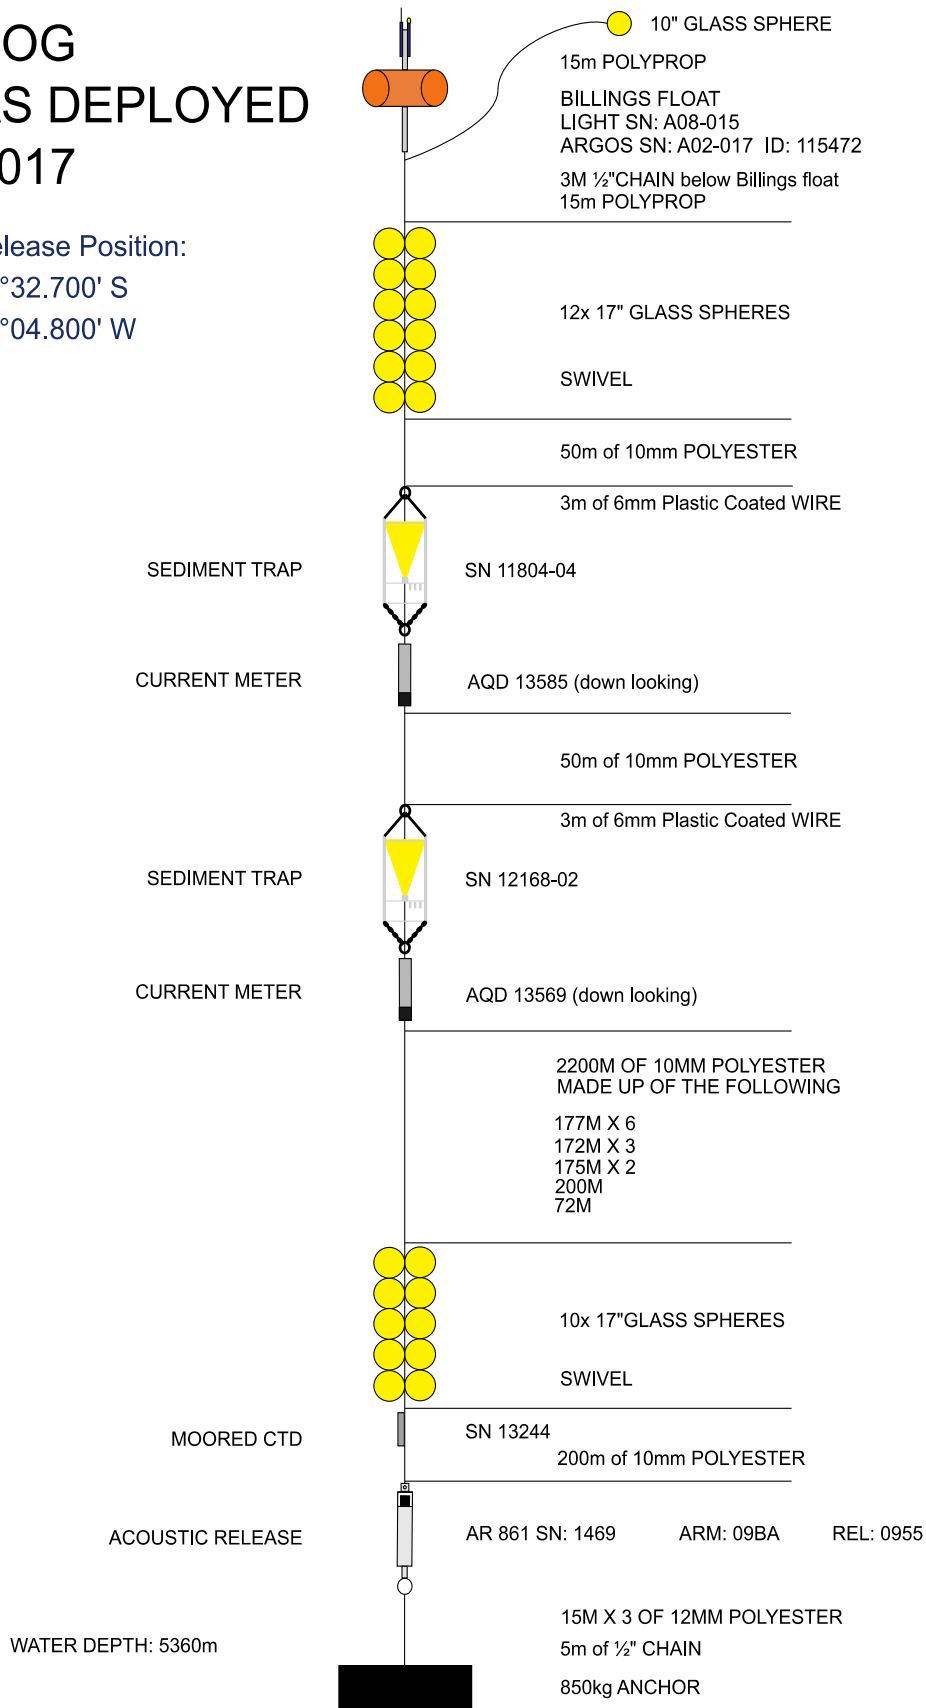 OG
AS DEPLOYED
017
elease Position:
°32.700' S
°04.800' W
10" GLASS SPHERE
15m POLYPROP
BILLINGS FLOAT
LIGHT SN: A08-015
ARGOS SN: A02-017 ID: 115472
3M ½"CHAIN below Billings float
15m POLYPROP
12x 17" GLASS SPHERES
SWIVEL
50m of 10mm POLYESTER
3m of 6mm Plastic Coated WIRE
SEDIMENT TRAP SN 11804-04
CURRENT METER AQD 13585 (down looking)
50m of 10mm POLYESTER
3m of 6mm Plastic Coated WIRE
SEDIMENT TRAP SN 12168-02
CURRENT METER AQD 13569 (down looking)
2200M OF 10MM POLYESTER
MADE UP OF THE FOLLOWING
177M X 6
172M X 3
175M X 2
200M
72M
10x 17"GLASS SPHERES
SWIVEL
MOORED CTD SN 13244
200m of 10mm POLYESTER
ACOUSTIC RELEASE AR 861 SN: 1469 ARM: 09BA REL: 0955
15M X 3 OF 12MM POLYESTER
WATER DEPTH: 5360m 5m of ½" CHAIN
850kg ANCHOR